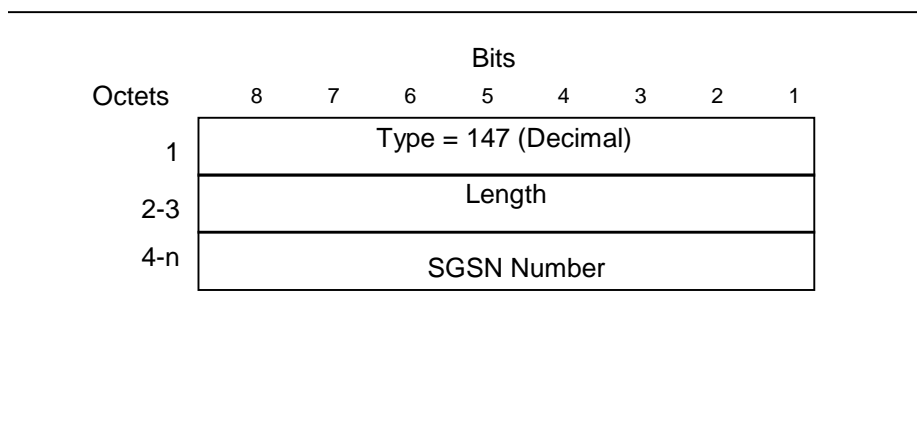 Bits
Octets 8 7 6 5 4 3 2 1
1 Type = 147 (Decimal)
2-3 Length
4-n SGSN Number